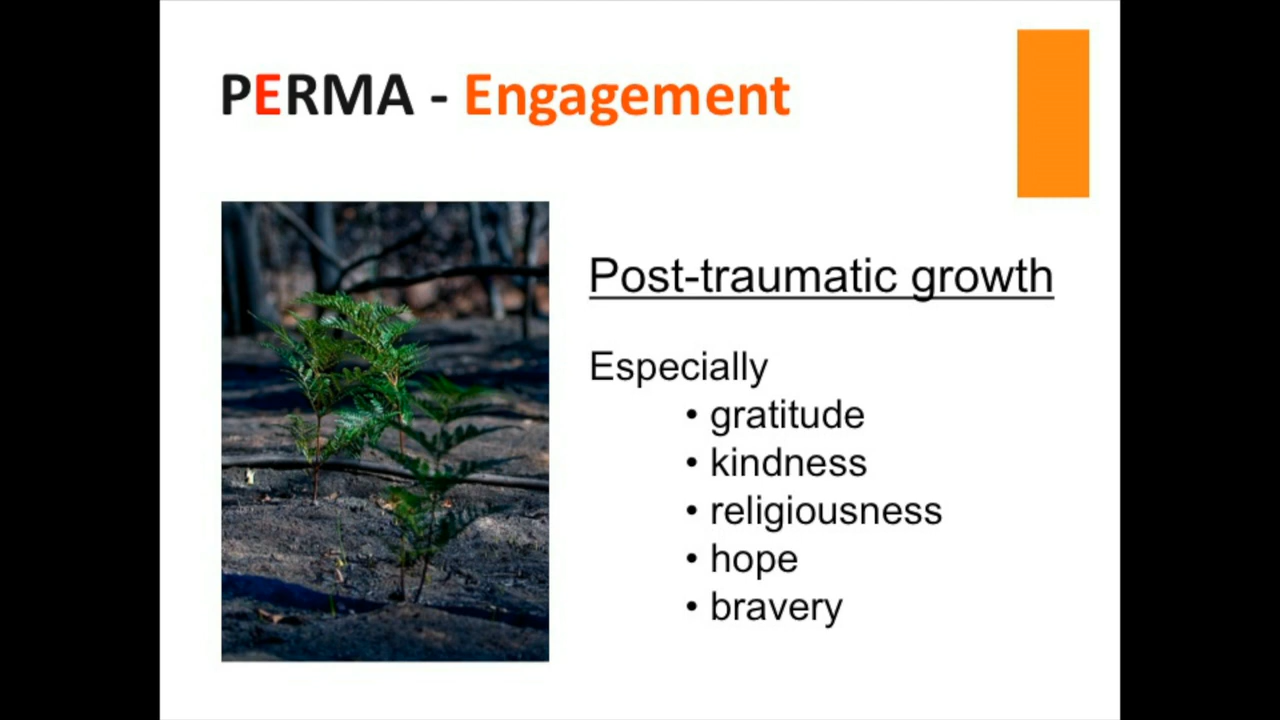 PERMA - Engagement
Post-traumatic growth
Especially
• gratitude
• kindness
• religiousness
• hope
• bravery